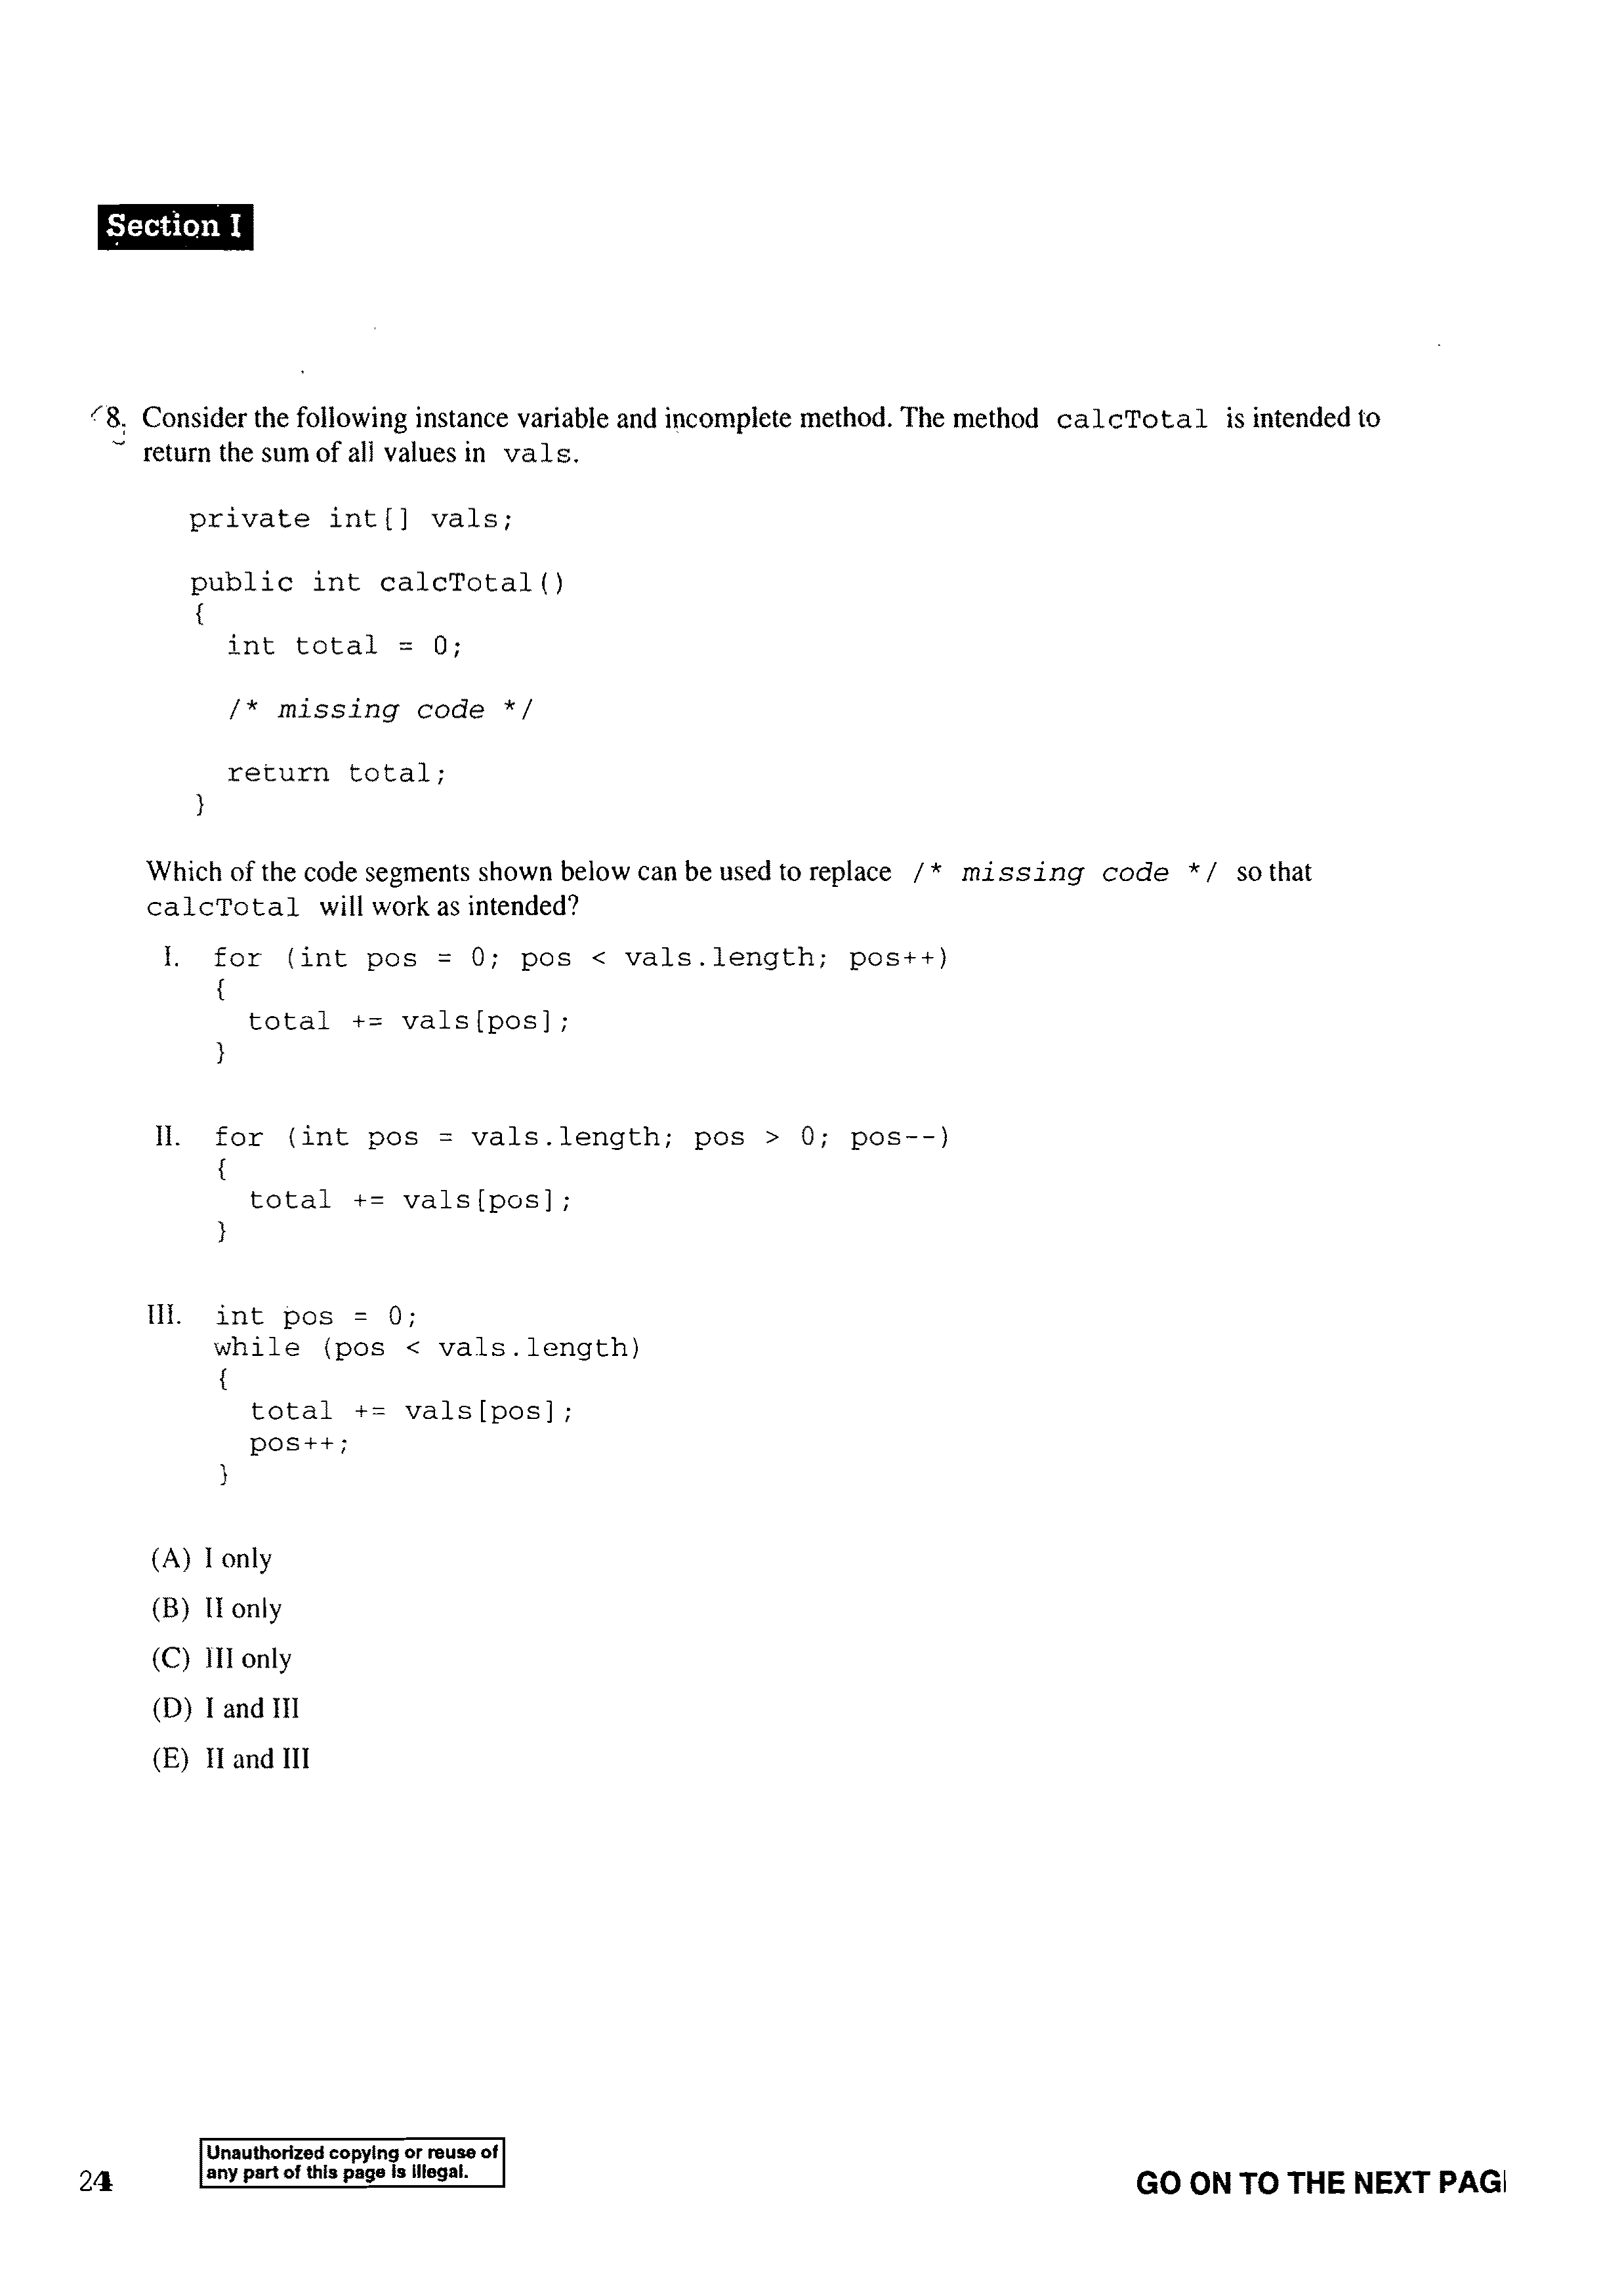 Section I
8. Consider the following instance variable and incomplete method. The method calcTotal is intended to
return the sum of all values in vals.
private int[] vals;
public int calcTotal()
{
int total = 0;
/* missing code */
return total;
}
Which of the code segments shown below can be used to replace /* missing code */ so that
calcTotal will work as intended?
I. for (int pos = 0; pos < vals.length; pos++)
{
total += vals[pos];
}
II. for (int pos = vals.length; pos > 0; pos--)
{
total += vals[pos];
}
III. int pos = 0;
while (pos < vals.length)
{
total += vals[pos];
pos++;
}
(A) I only
(B) II only
(C) III only
(D) I and III
(E) II and III
Unauthorized copying or reuse of
any part of this page is illegal.
24
GO ON TO THE NEXT PAG